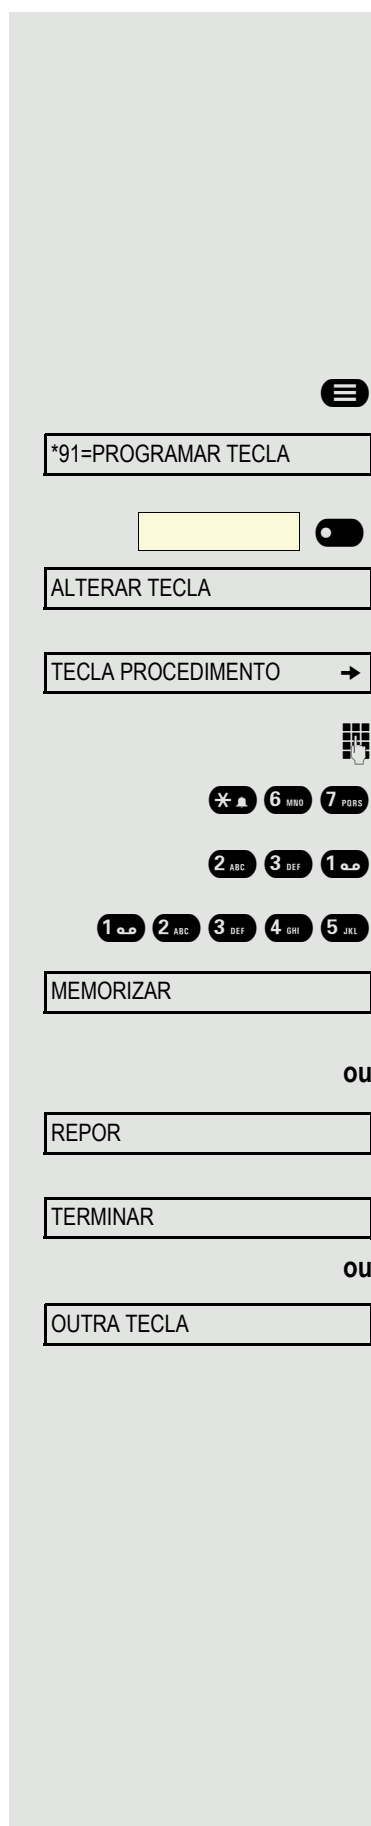 *91=PROGRAMAR TECLA
ALTERAR TECLA
TECLA PROCEDIMENTO
* 6 MNO 7 PQRS
2 ABC 3 DEF 1
1 2 ABC 3 DEF 4 GHI 5 JKL
MEMORIZAR
ou
REPOR
TERMINAR
ou
OUTRA TECLA